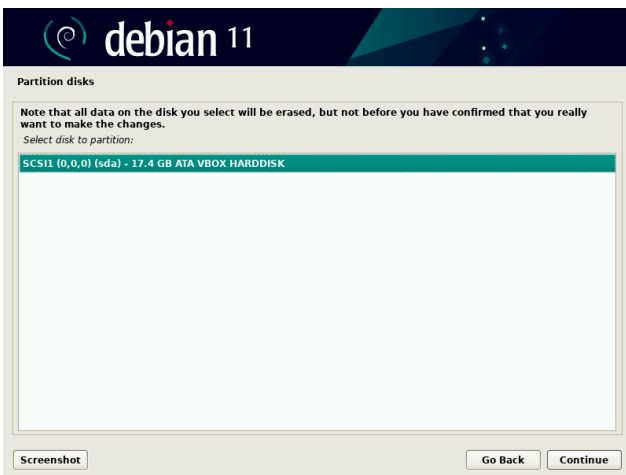 debian 11
Partition disks
Note that all data on the disk you select will be erased, but not before you have confirmed that you really
want to make the changes.
Select disk to partition:
SCSI1 (0,0,0) (sda) - 17.4 GB ATA VBOX HARDDISK
Screenshot
Go Back
Continue